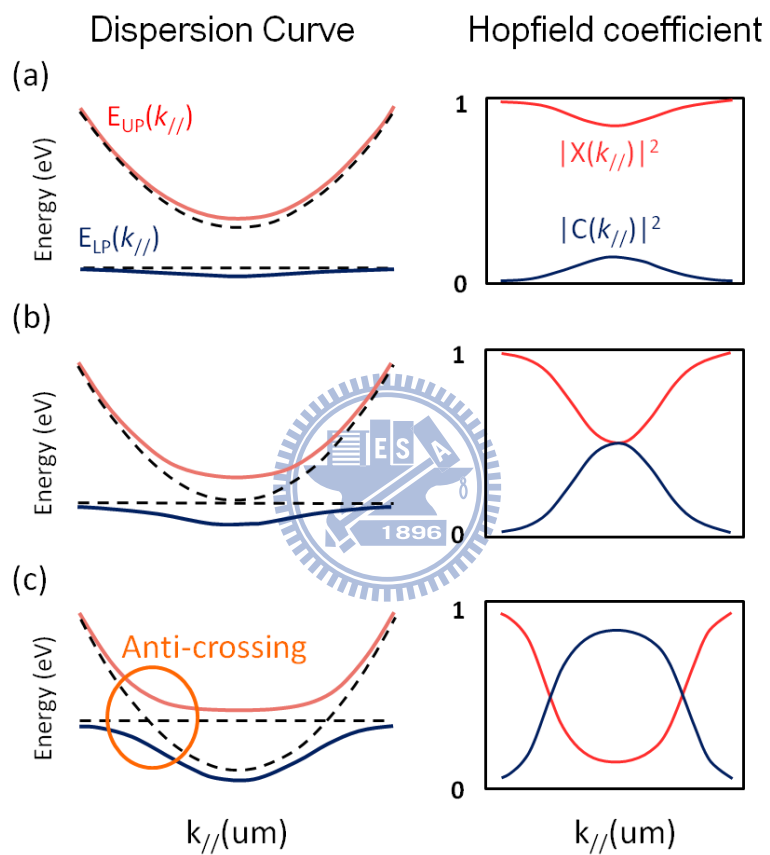 Dispersion Curve
Hopfield coefficient
(a)
Energy (eV)
E_UP(k_//)
E_LP(k_//)
1
|X(k_//)|²
|C(k_//)|²
0
(b)
Energy (eV)
1
0
ES
A
1896
(c)
Energy (eV)
Anti-crossing
1
0
k_//(um)
k_//(um)